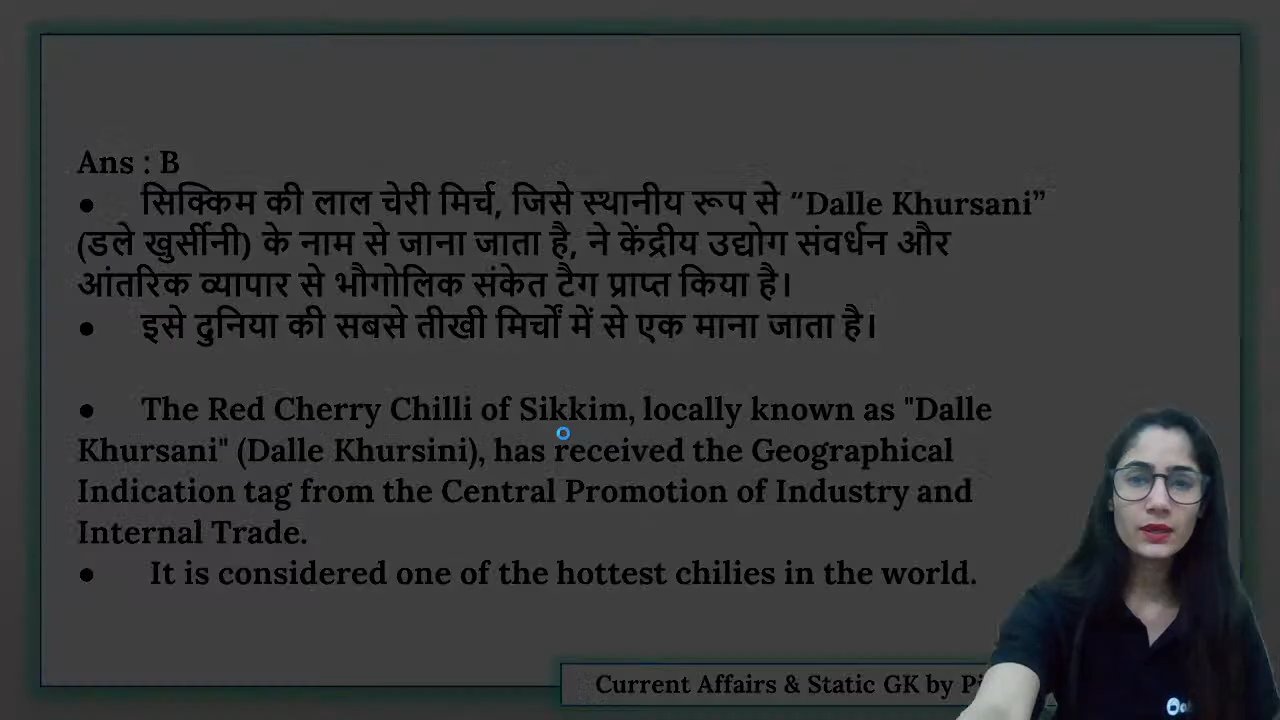 Ans : B
● सिक्किम की लाल चेरी मिर्च, जिसे स्थानीय रूप से “Dalle Khursani”
(डले खुर्सीनी) के नाम से जाना जाता है, ने केंद्रीय उद्योग संवर्धन और
आंतरिक व्यापार से भौगोलिक संकेत टैग प्राप्त किया है।
● इसे दुनिया की सबसे तीखी मिर्चों में से एक माना जाता है।
● The Red Cherry Chilli of Sikkim, locally known as "Dalle
Khursani" (Dalle Khursini), has received the Geographical
Indication tag from the Central Promotion of Industry and
Internal Trade.
● It is considered one of the hottest chilies in the world.
Current Affairs & Static GK by